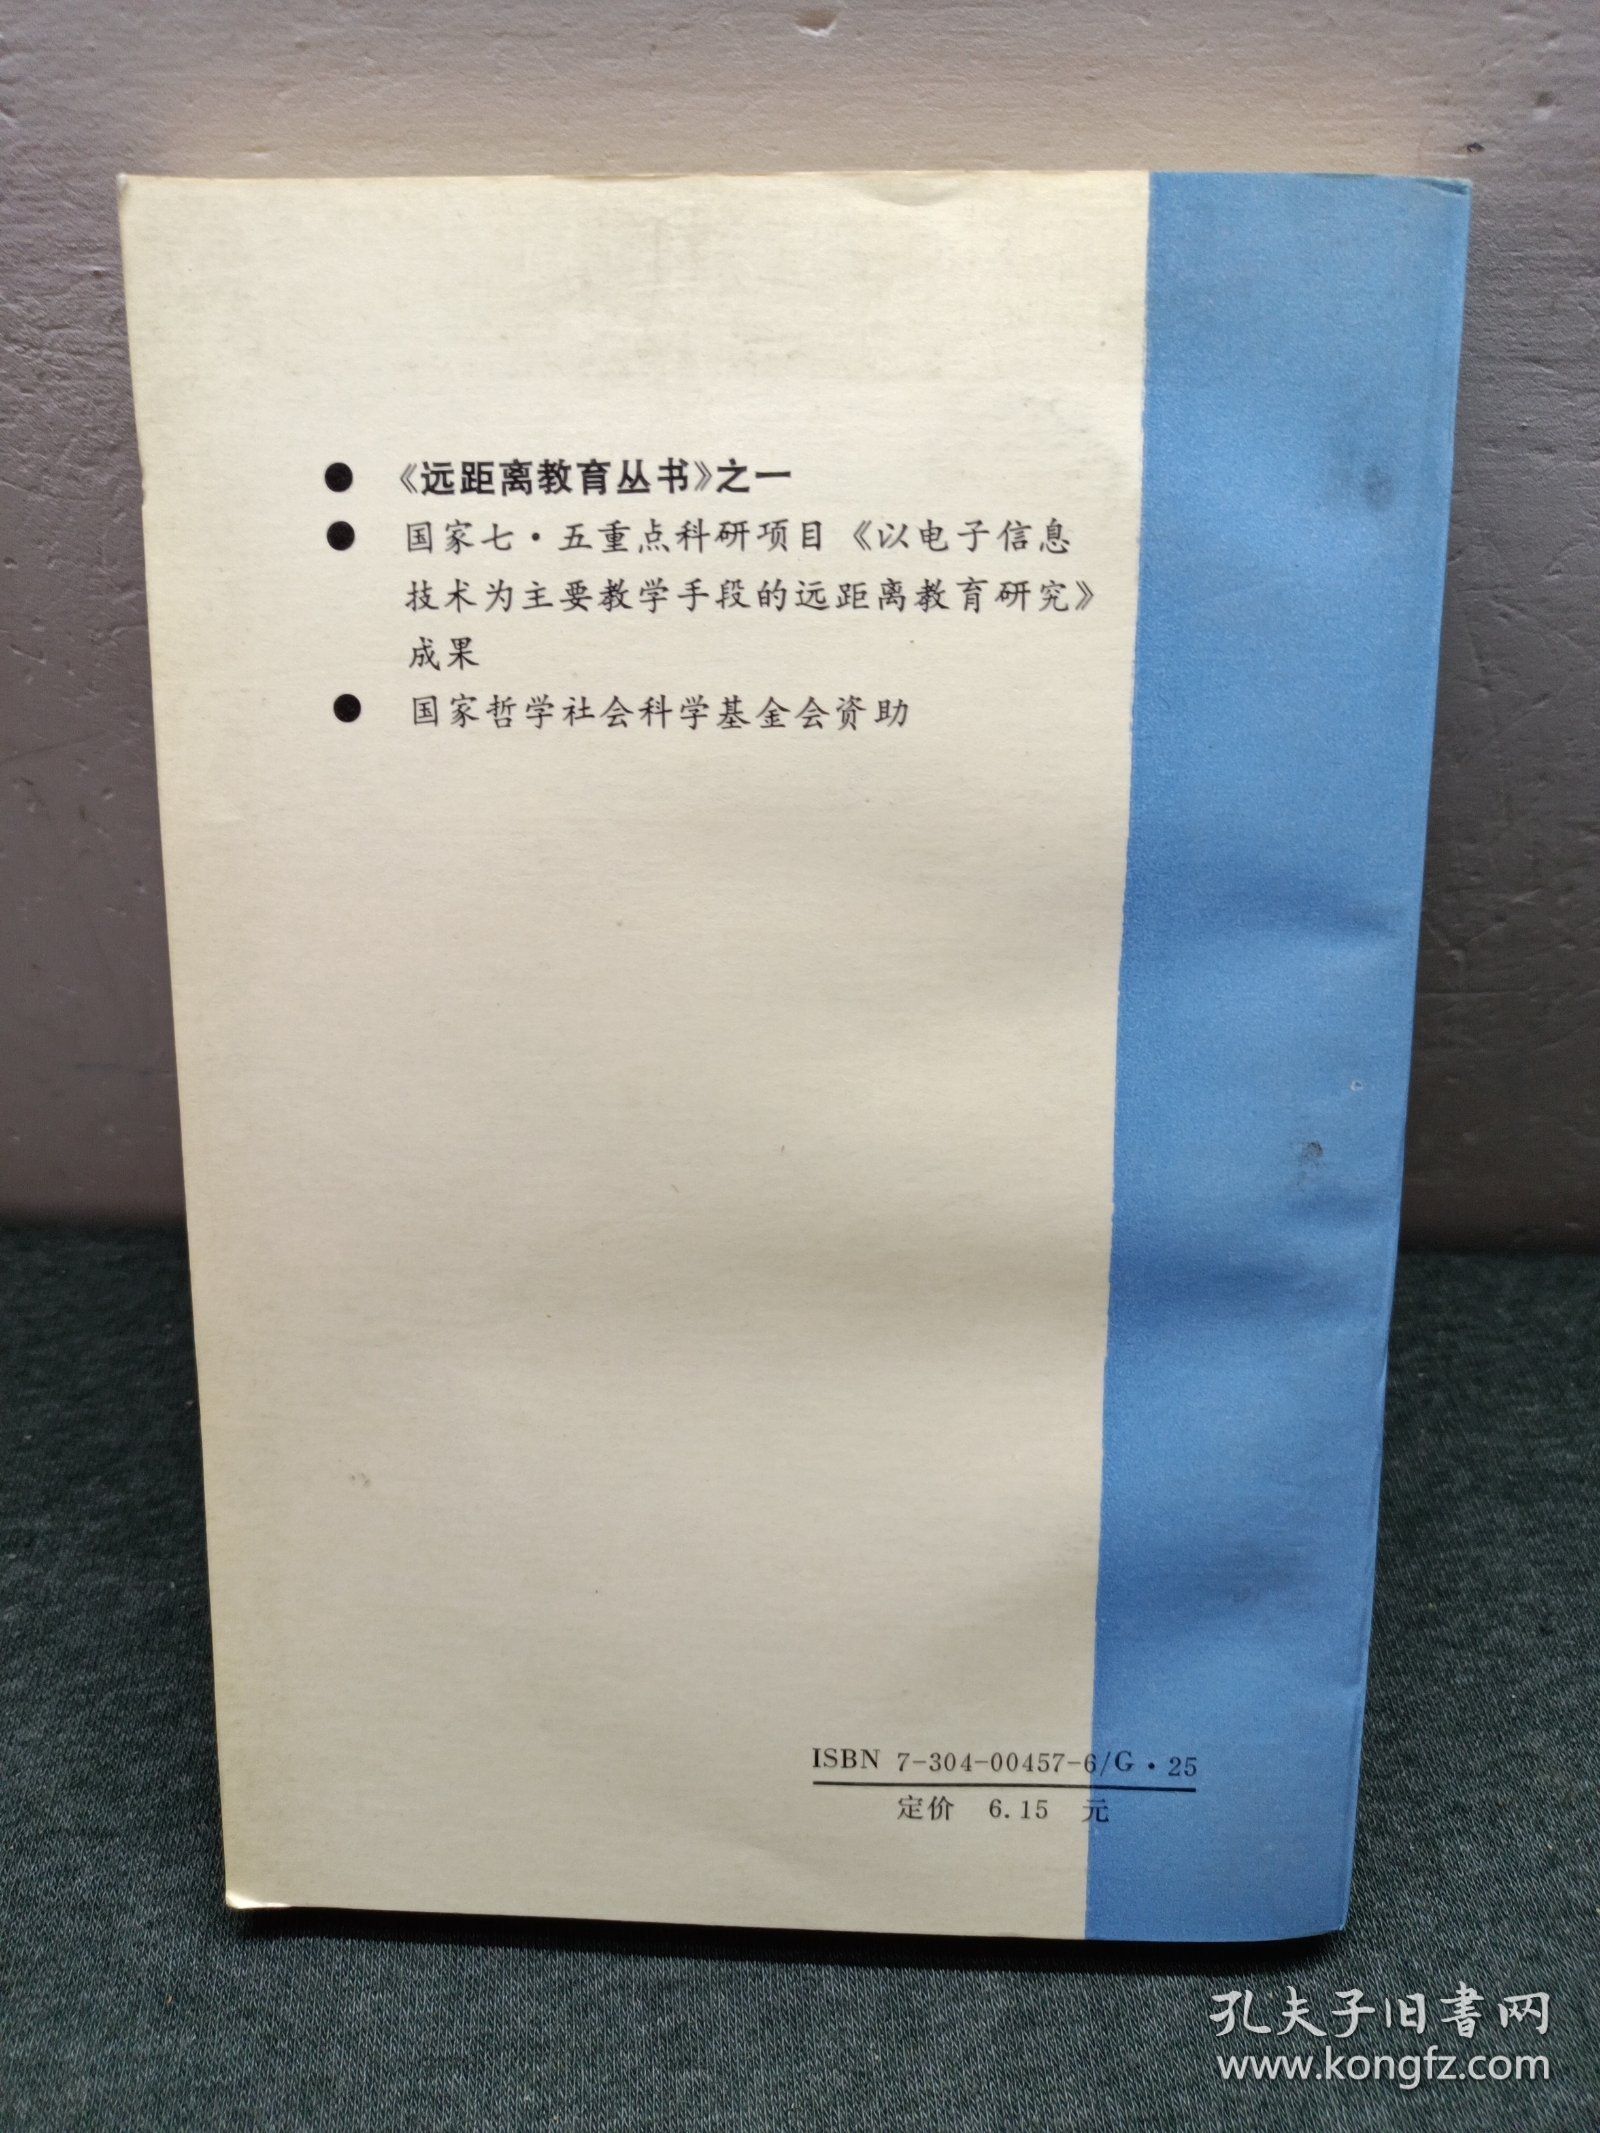 ● 《远距离教育丛书》之一
● 国家七·五重点科研项目《以电子信息
技术为主要教学手段的远距离教育研究》
成果
● 国家哲学社会科学基金会资助
ISBN 7-304-00457-6/G·25
定价 6.15 元
孔夫子旧书网
www.kongfz.com